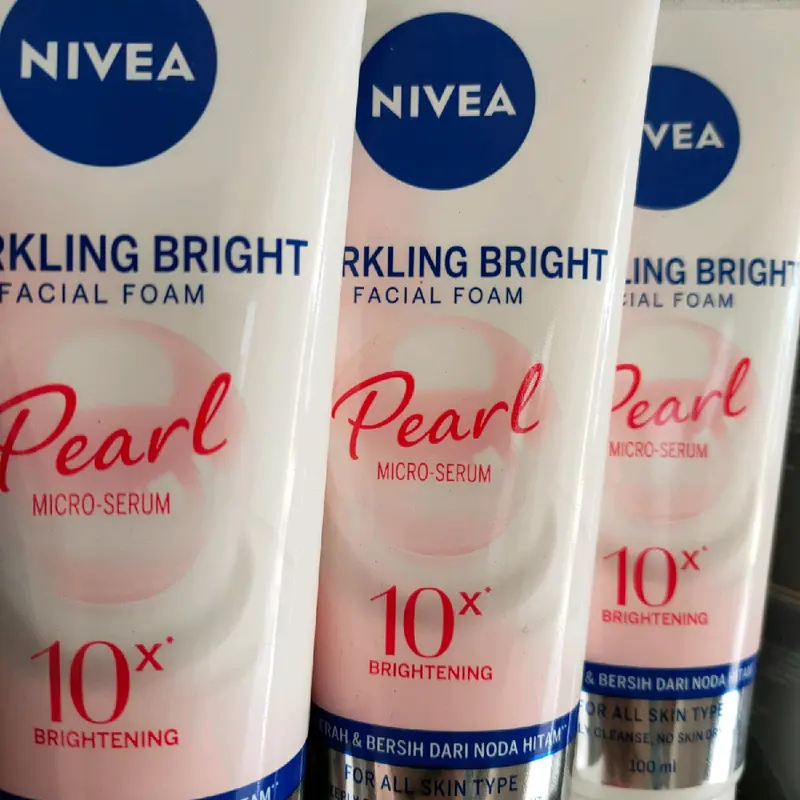 NIVEA
RKLING BRIGHT
FACIAL FOAM
Pearl
MICRO-SERUM
10x*
BRIGHTENING
HITAM**
NIVEA
RKLING BRIGHT
FACIAL FOAM
Pearl
MICRO-SERUM
10x*
BRIGHTENING
ERAH & BERSIH DARI NODA HITAM**
FOR ALL SKIN TYPE
VEA
LING BRIGHT
CIAL FOAM
Pearl
MICRO-SERUM
10x*
BRIGHTENING
& BERSIH DARI NODA HITAM
FOR ALL SKIN TYPE
LY CLEANSE, NO SKIN
100 ml